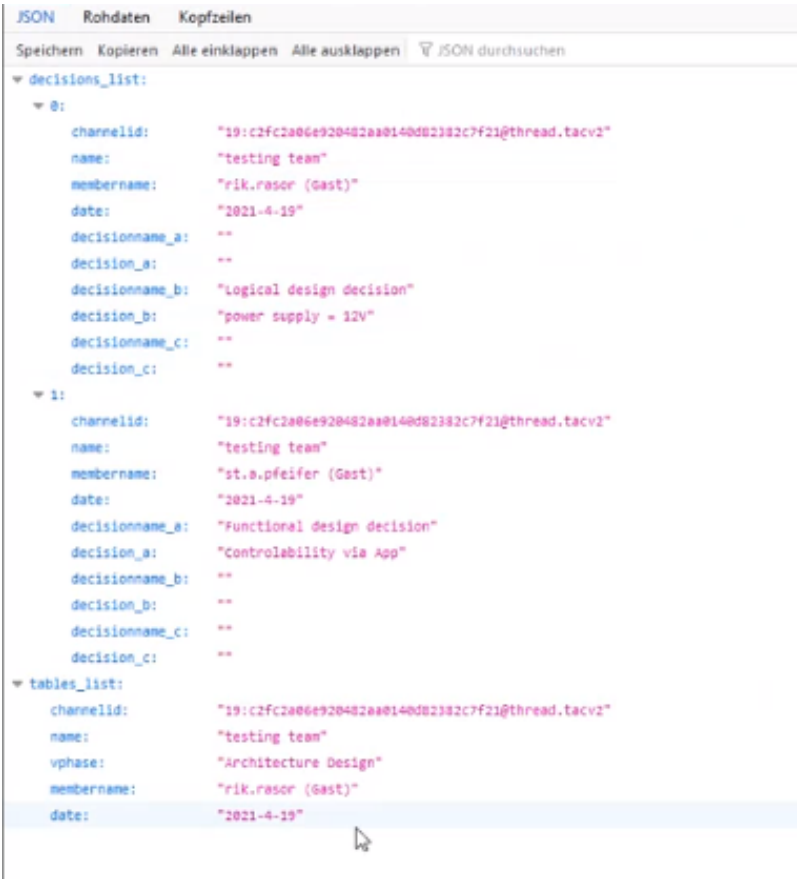 JSON Rohdaten Kopfzeilen
Speichern Kopieren Alle einklappen Alle ausklappen JSON durchsuchen
decisions_list:
0:
channelid: "19:c2fc2a06e920482aa0140d82382c7f21@thread.tacv2"
name: "testing team"
membername: "rik.rasor (Gast)"
date: "2021-4-19"
decisionname_a: ""
decision_a: ""
decisionname_b: "Logical design decision"
decision_b: "power supply = 12V"
decisionname_c: ""
decision_c: ""
1:
channelid: "19:c2fc2a06e920482aa0140d82382c7f21@thread.tacv2"
name: "testing team"
membername: "st.a.pfeifer (Gast)"
date: "2021-4-19"
decisionname_a: "Functional design decision"
decision_a: "Controlability via App"
decisionname_b: ""
decision_b: ""
decisionname_c: ""
decision_c: ""
tables_list:
channelid: "19:c2fc2a06e920482aa0140d82382c7f21@thread.tacv2"
name: "testing team"
vphase: "Architecture Design"
membername: "rik.rasor (Gast)"
date: "2021-4-19"